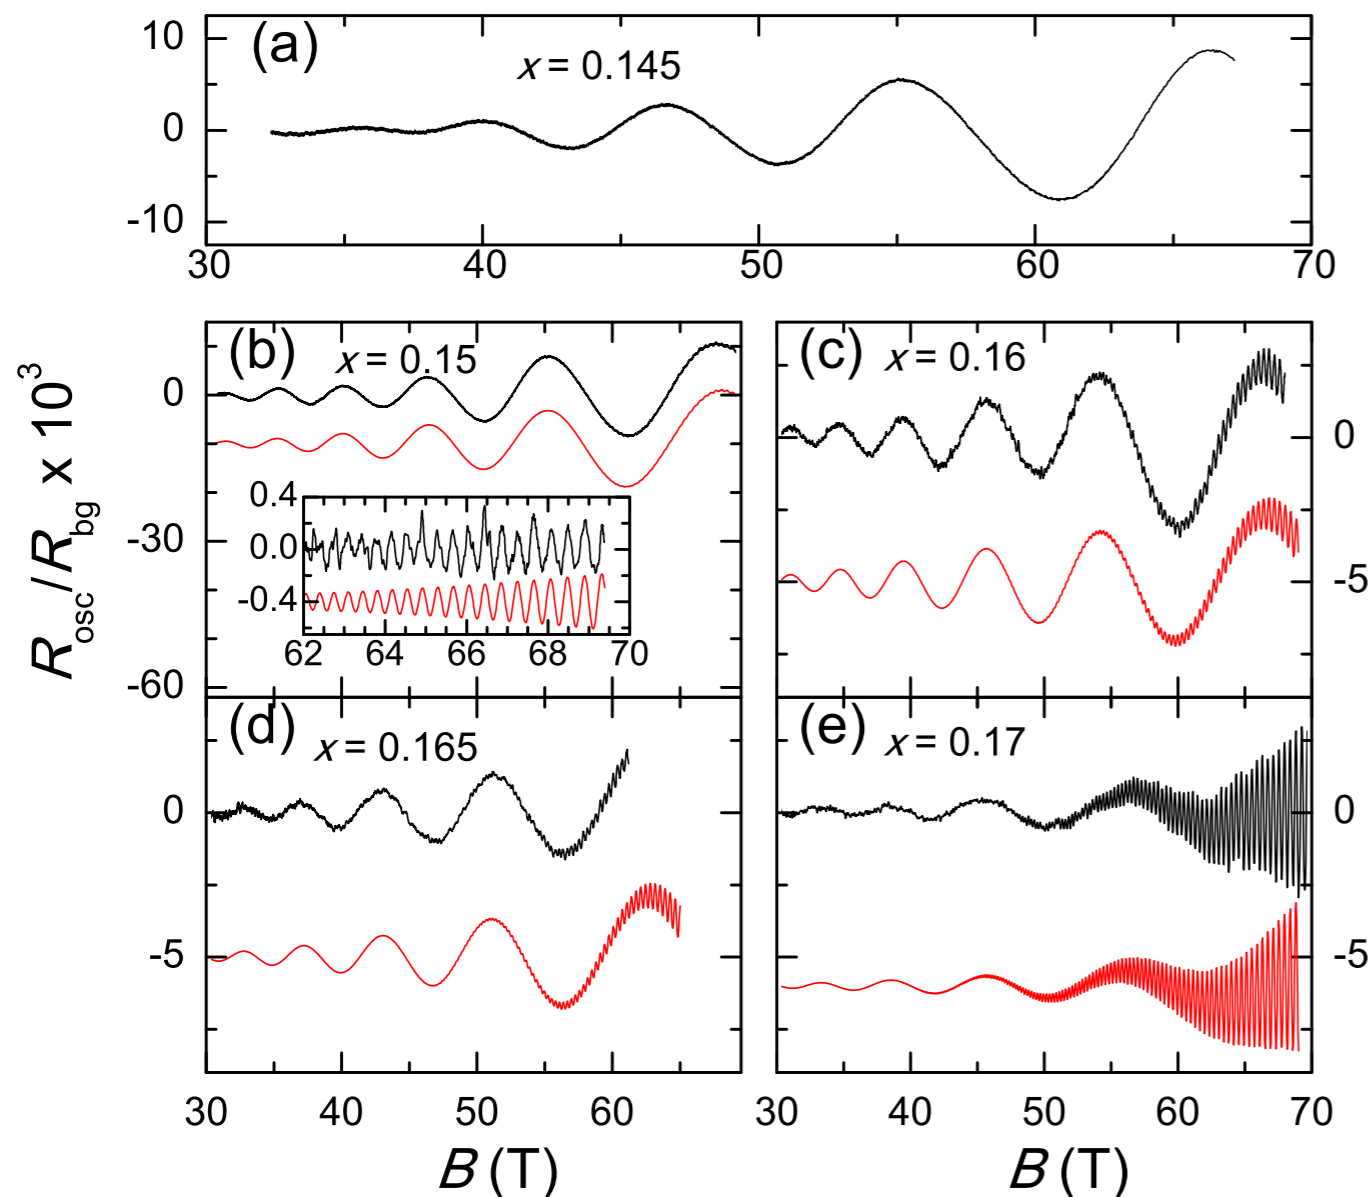 (a)
x = 0.145
10
0
-10
30 40 50 60 70
R_osc / R_bg x 10^3
(b)
x = 0.15
0
-30
-60
0.4
0.0
-0.4
62 64 66 68 70
(c)
x = 0.16
0
-5
(d)
x = 0.165
0
-5
30 40 50 60
B (T)
(e)
x = 0.17
0
-5
30 40 50 60 70
B (T)